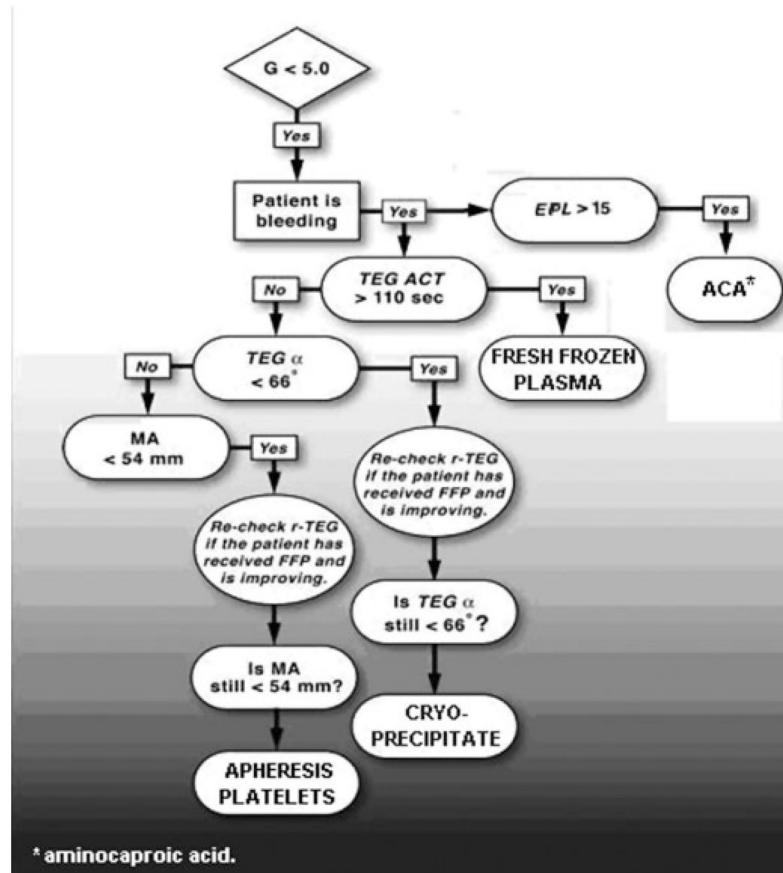 G < 5.0
Yes
Patient is
bleeding
Yes
EPL > 15
Yes
ACA*
TEG ACT
> 110 sec
No
Yes
FRESH FROZEN
PLASMA
TEG α
< 66°
No
Yes
MA
< 54 mm
Yes
Re-check r-TEG
if the patient has
received FFP and
is improving.
Re-check r-TEG
if the patient has
received FFP and
is improving.
Is TEG α
still < 66°?
Is MA
still < 54 mm?
CRYO-
PRECIPITATE
APHERESIS
PLATELETS
* aminocaproic acid.